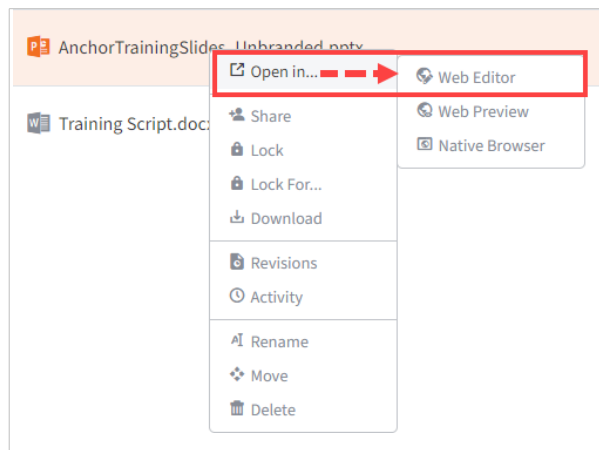 AnchorTrainingSlides_Unbranded.pptx
Open in...
Web Editor
Share
Web Preview
Training Script.doc
Lock
Native Browser
Lock For...
Download
Revisions
Activity
Rename
Move
Delete